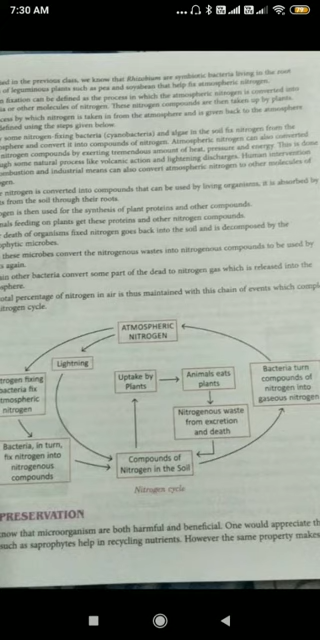 7:30 AM
29
ed in the previous class, we know that Rhizobium are symbiotic bacteria living in the root
of leguminous plants such as pea and soyabean that help fix atmospheric nitrogen.
n fixation can be defined as the process in which the atmospheric nitrogen is converted into
ia or other molecules of nitrogen. These nitrogen compounds are then taken up by plants.
cess by which nitrogen is taken in from the atmosphere and is given back to the atmosphere
defined using the steps given below.
some nitrogen-fixing bacteria (cyanobacteria) and algae in the soil fix nitrogen from the
sphere and convert it into compounds of nitrogen. Atmospheric nitrogen can also converted
nitrogen compounds by exerting tremendous amount of heat, pressure and energy. This is done
ugh some natural process like volcanic action and lightening discharges. Human intervention
ombustion and industrial means can also convert atmospheric nitrogen to other molecules of
gen.
e nitrogen is converted into compounds that can be used by living organisms, it is absorbed by
ts from the soil through their roots.
ogen is then used for the synthesis of plant proteins and other compounds.
mals feeding on plants get these proteins and other nitrogen compounds.
death of organisms fixed nitrogen goes back into the soil and is decomposed by the
ophytic microbes.
these microbes convert the nitrogenous wastes into nitrogenous compounds to be used by
s again.
ain other bacteria convert some part of the dead to nitrogen gas which is released into the
sphere.
otal percentage of nitrogen in air is thus maintained with this chain of events which compl
itrogen cycle.
ATMOSPHERIC
NITROGEN
Lightning
trogen fixing
bacteria fix
tmospheric
nitrogen
Uptake by
Plants
Animals eats
plants
Bacteria turn
compounds of
nitrogen into
gaseous nitrogen
Nitrogenous waste
from excretion
and death
Bacteria, in turn,
fix nitrogen into
nitrogenous
compounds
Compounds of
Nitrogen in the Soil
Nitrogen cycle
PRESERVATION
now that microorganism are both harmful and beneficial. One would appreciate th
such as saprophytes help in recycling nutrients. However the same property makes